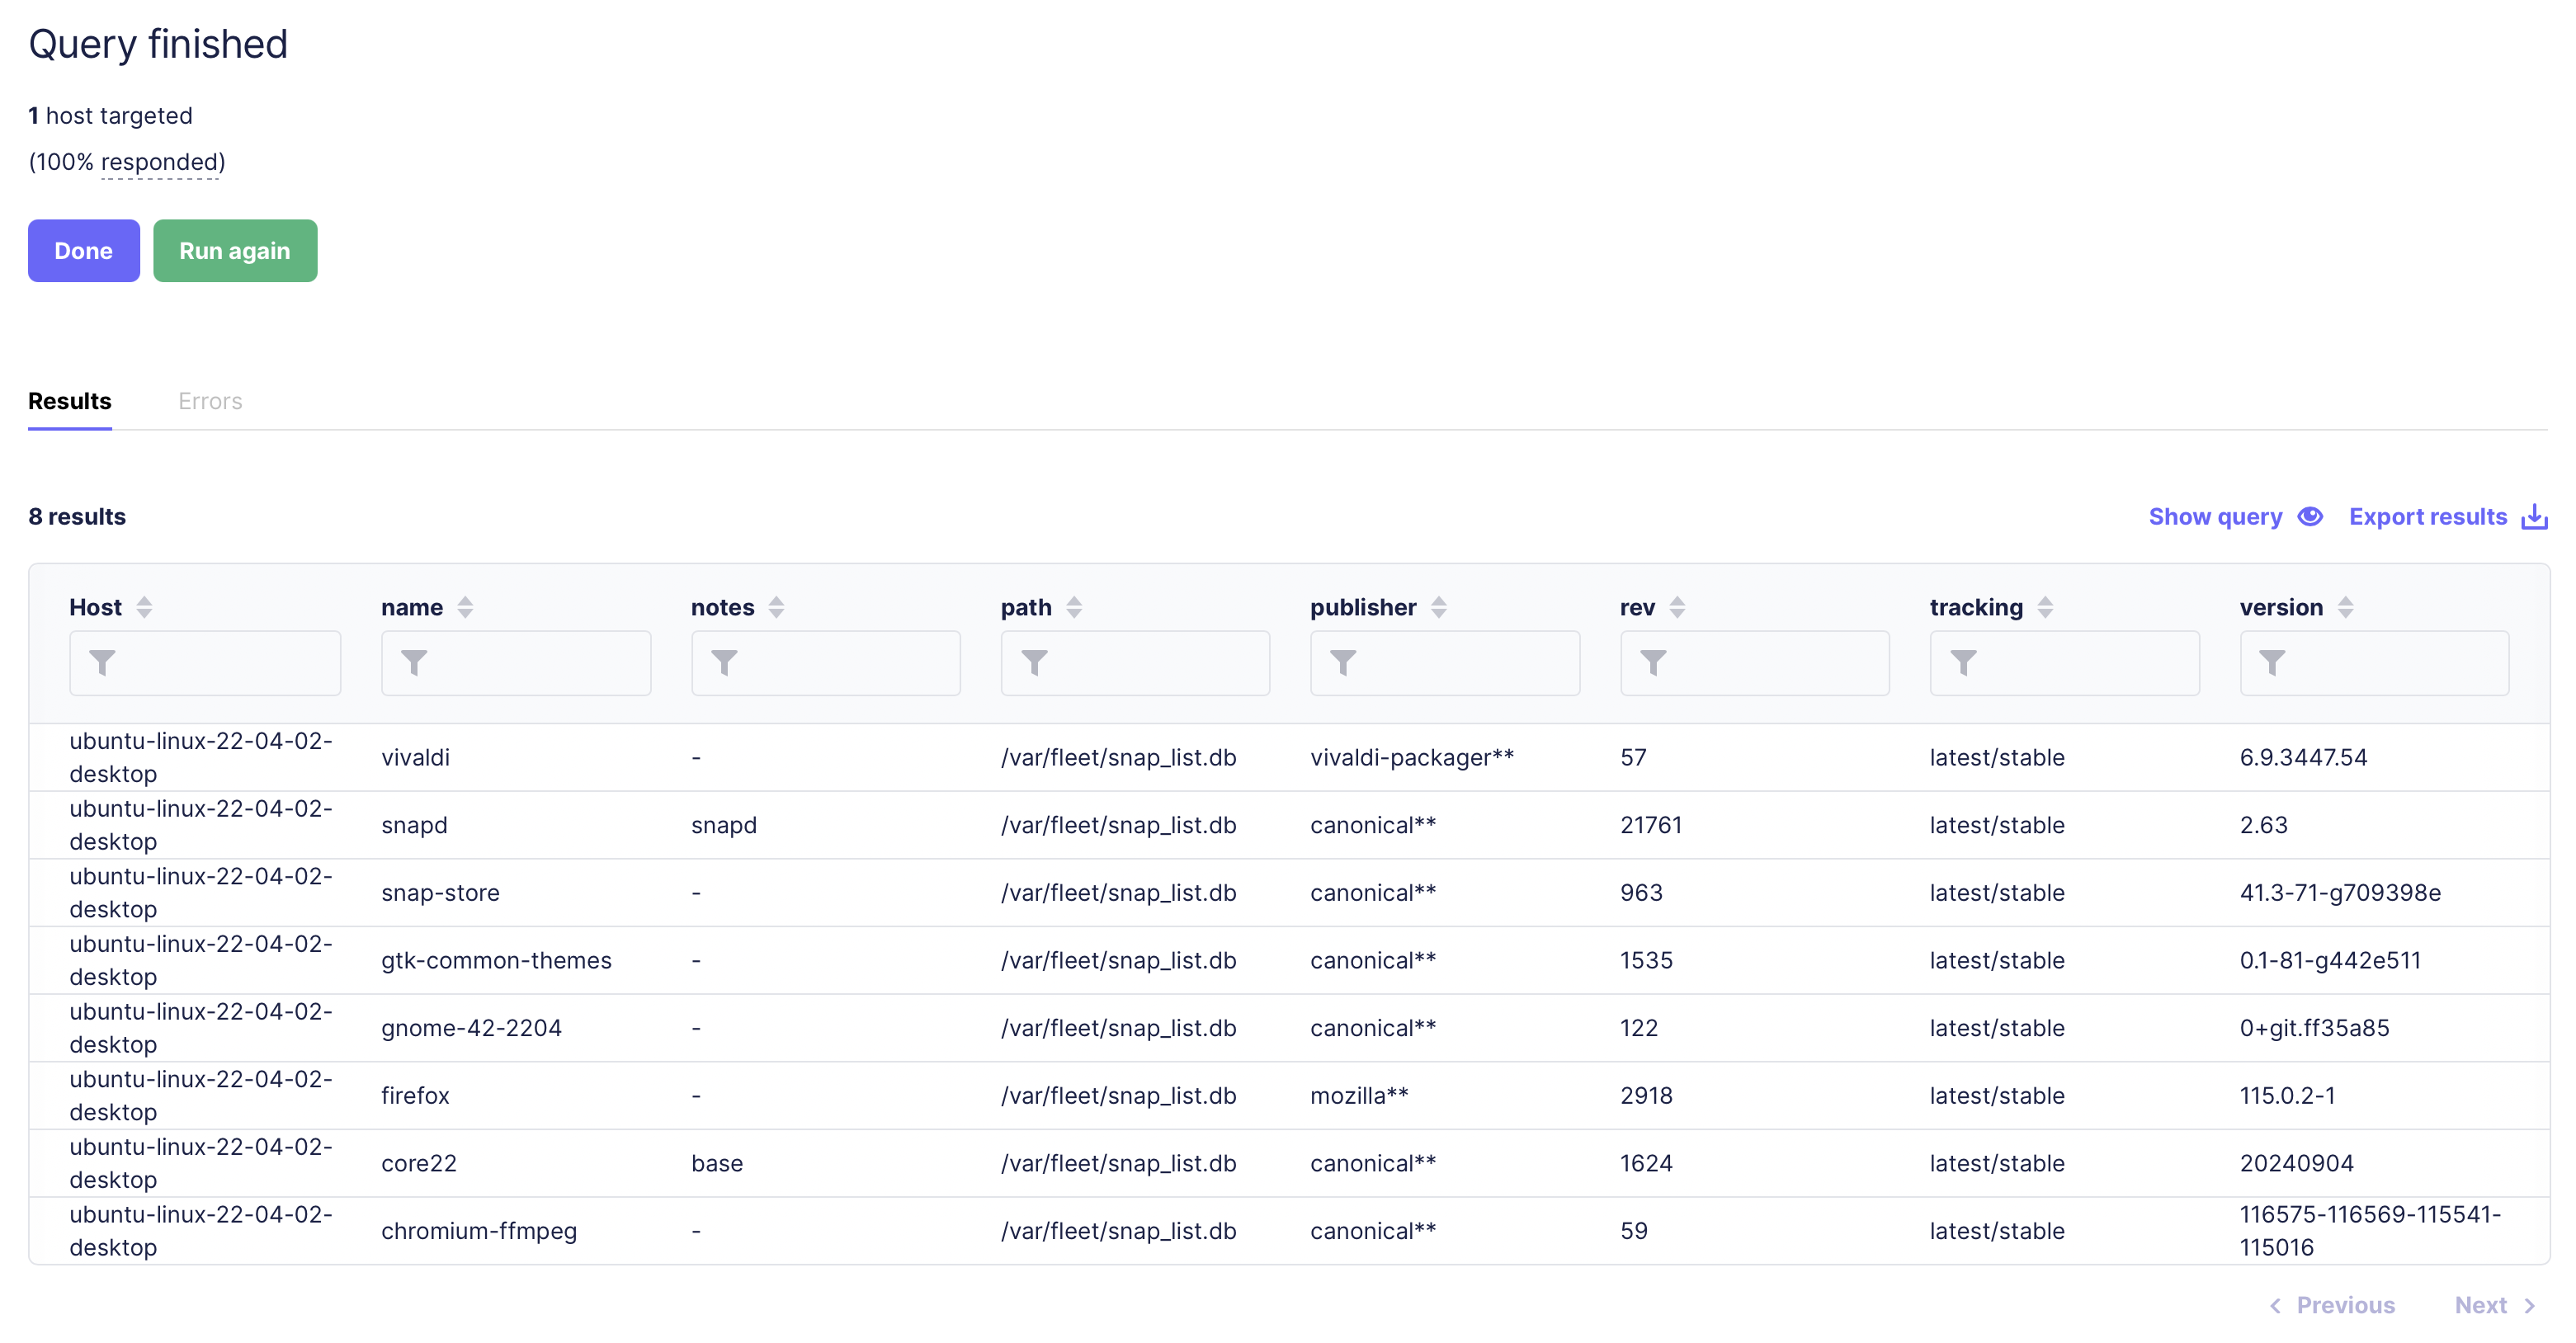 Query finished
1 host targeted
(100% responded)
Done Run again
Results Errors
8 results Show query Export results
Host name notes path publisher rev tracking version
ubuntu-linux-22-04-02-
desktop vivaldi - /var/fleet/snap_list.db vivaldi-packager** 57 latest/stable 6.9.3447.54
ubuntu-linux-22-04-02-
desktop snapd snapd /var/fleet/snap_list.db canonical** 21761 latest/stable 2.63
ubuntu-linux-22-04-02-
desktop snap-store - /var/fleet/snap_list.db canonical** 963 latest/stable 41.3-71-g709398e
ubuntu-linux-22-04-02-
desktop gtk-common-themes - /var/fleet/snap_list.db canonical** 1535 latest/stable 0.1-81-g442e511
ubuntu-linux-22-04-02-
desktop gnome-42-2204 - /var/fleet/snap_list.db canonical** 122 latest/stable 0+git.ff35a85
ubuntu-linux-22-04-02-
desktop firefox - /var/fleet/snap_list.db mozilla** 2918 latest/stable 115.0.2-1
ubuntu-linux-22-04-02-
desktop core22 base /var/fleet/snap_list.db canonical** 1624 latest/stable 20240904
ubuntu-linux-22-04-02-
desktop chromium-ffmpeg - /var/fleet/snap_list.db canonical** 59 latest/stable 116575-116569-115541-
115016
Previous Next